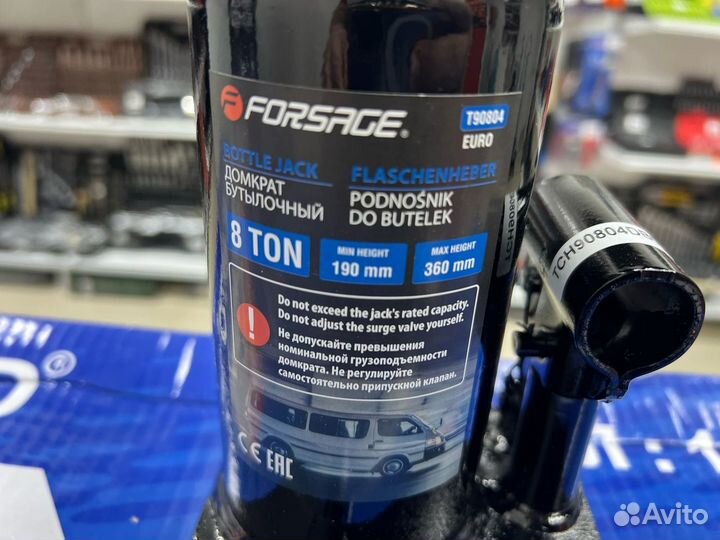 FORSAGE®
T90804
EURO
BOTTLE JACK
ДОМКРАТ
БУТЫЛОЧНЫЙ
FLASCHENHEBER
PODNOŚNIK
DO BUTELEK
8 TON
MIN HEIGHT
190 mm
MAX HEIGHT
360 mm
Do not exceed the jack's rated capacity.
Do not adjust the surge valve yourself.
Не допускайте превышения
номинальной грузоподъемности
домкрата. Не регулируйте
самостоятельно припускной клапан.
CE EAC
Avito